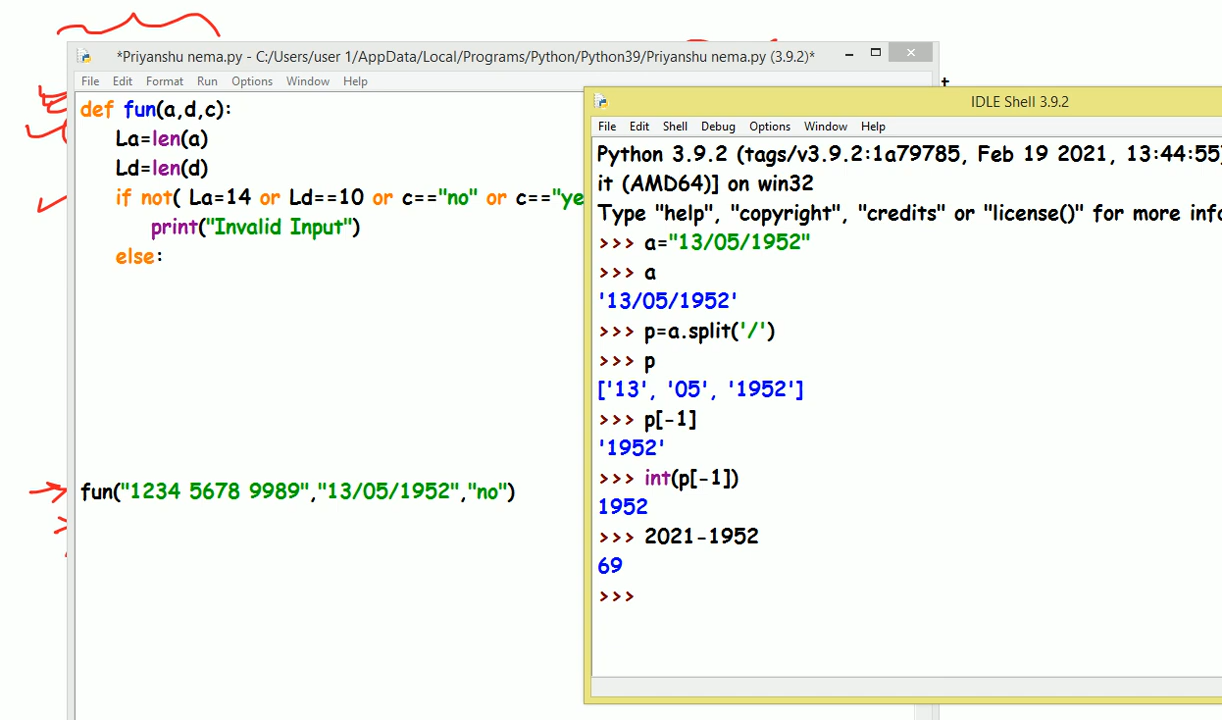 *Priyanshu nema.py - C:/Users/user 1/AppData/Local/Programs/Python/Python39/Priyanshu nema.py (3.9.2)*
File Edit Format Run Options Window Help
def fun(a,d,c):
La=len(a)
Ld=len(d)
if not( La=14 or Ld==10 or c=="no" or c=="ye
print("Invalid Input")
else:
fun("1234 5678 9989","13/05/1952","no")
IDLE Shell 3.9.2
File Edit Shell Debug Options Window Help
Python 3.9.2 (tags/v3.9.2:1a79785, Feb 19 2021, 13:44:55)
it (AMD64)] on win32
Type "help", "copyright", "credits" or "license()" for more info
>>> a="13/05/1952"
>>> a
'13/05/1952'
>>> p=a.split('/')
>>> p
['13', '05', '1952']
>>> p[-1]
'1952'
>>> int(p[-1])
1952
>>> 2021-1952
69
>>>